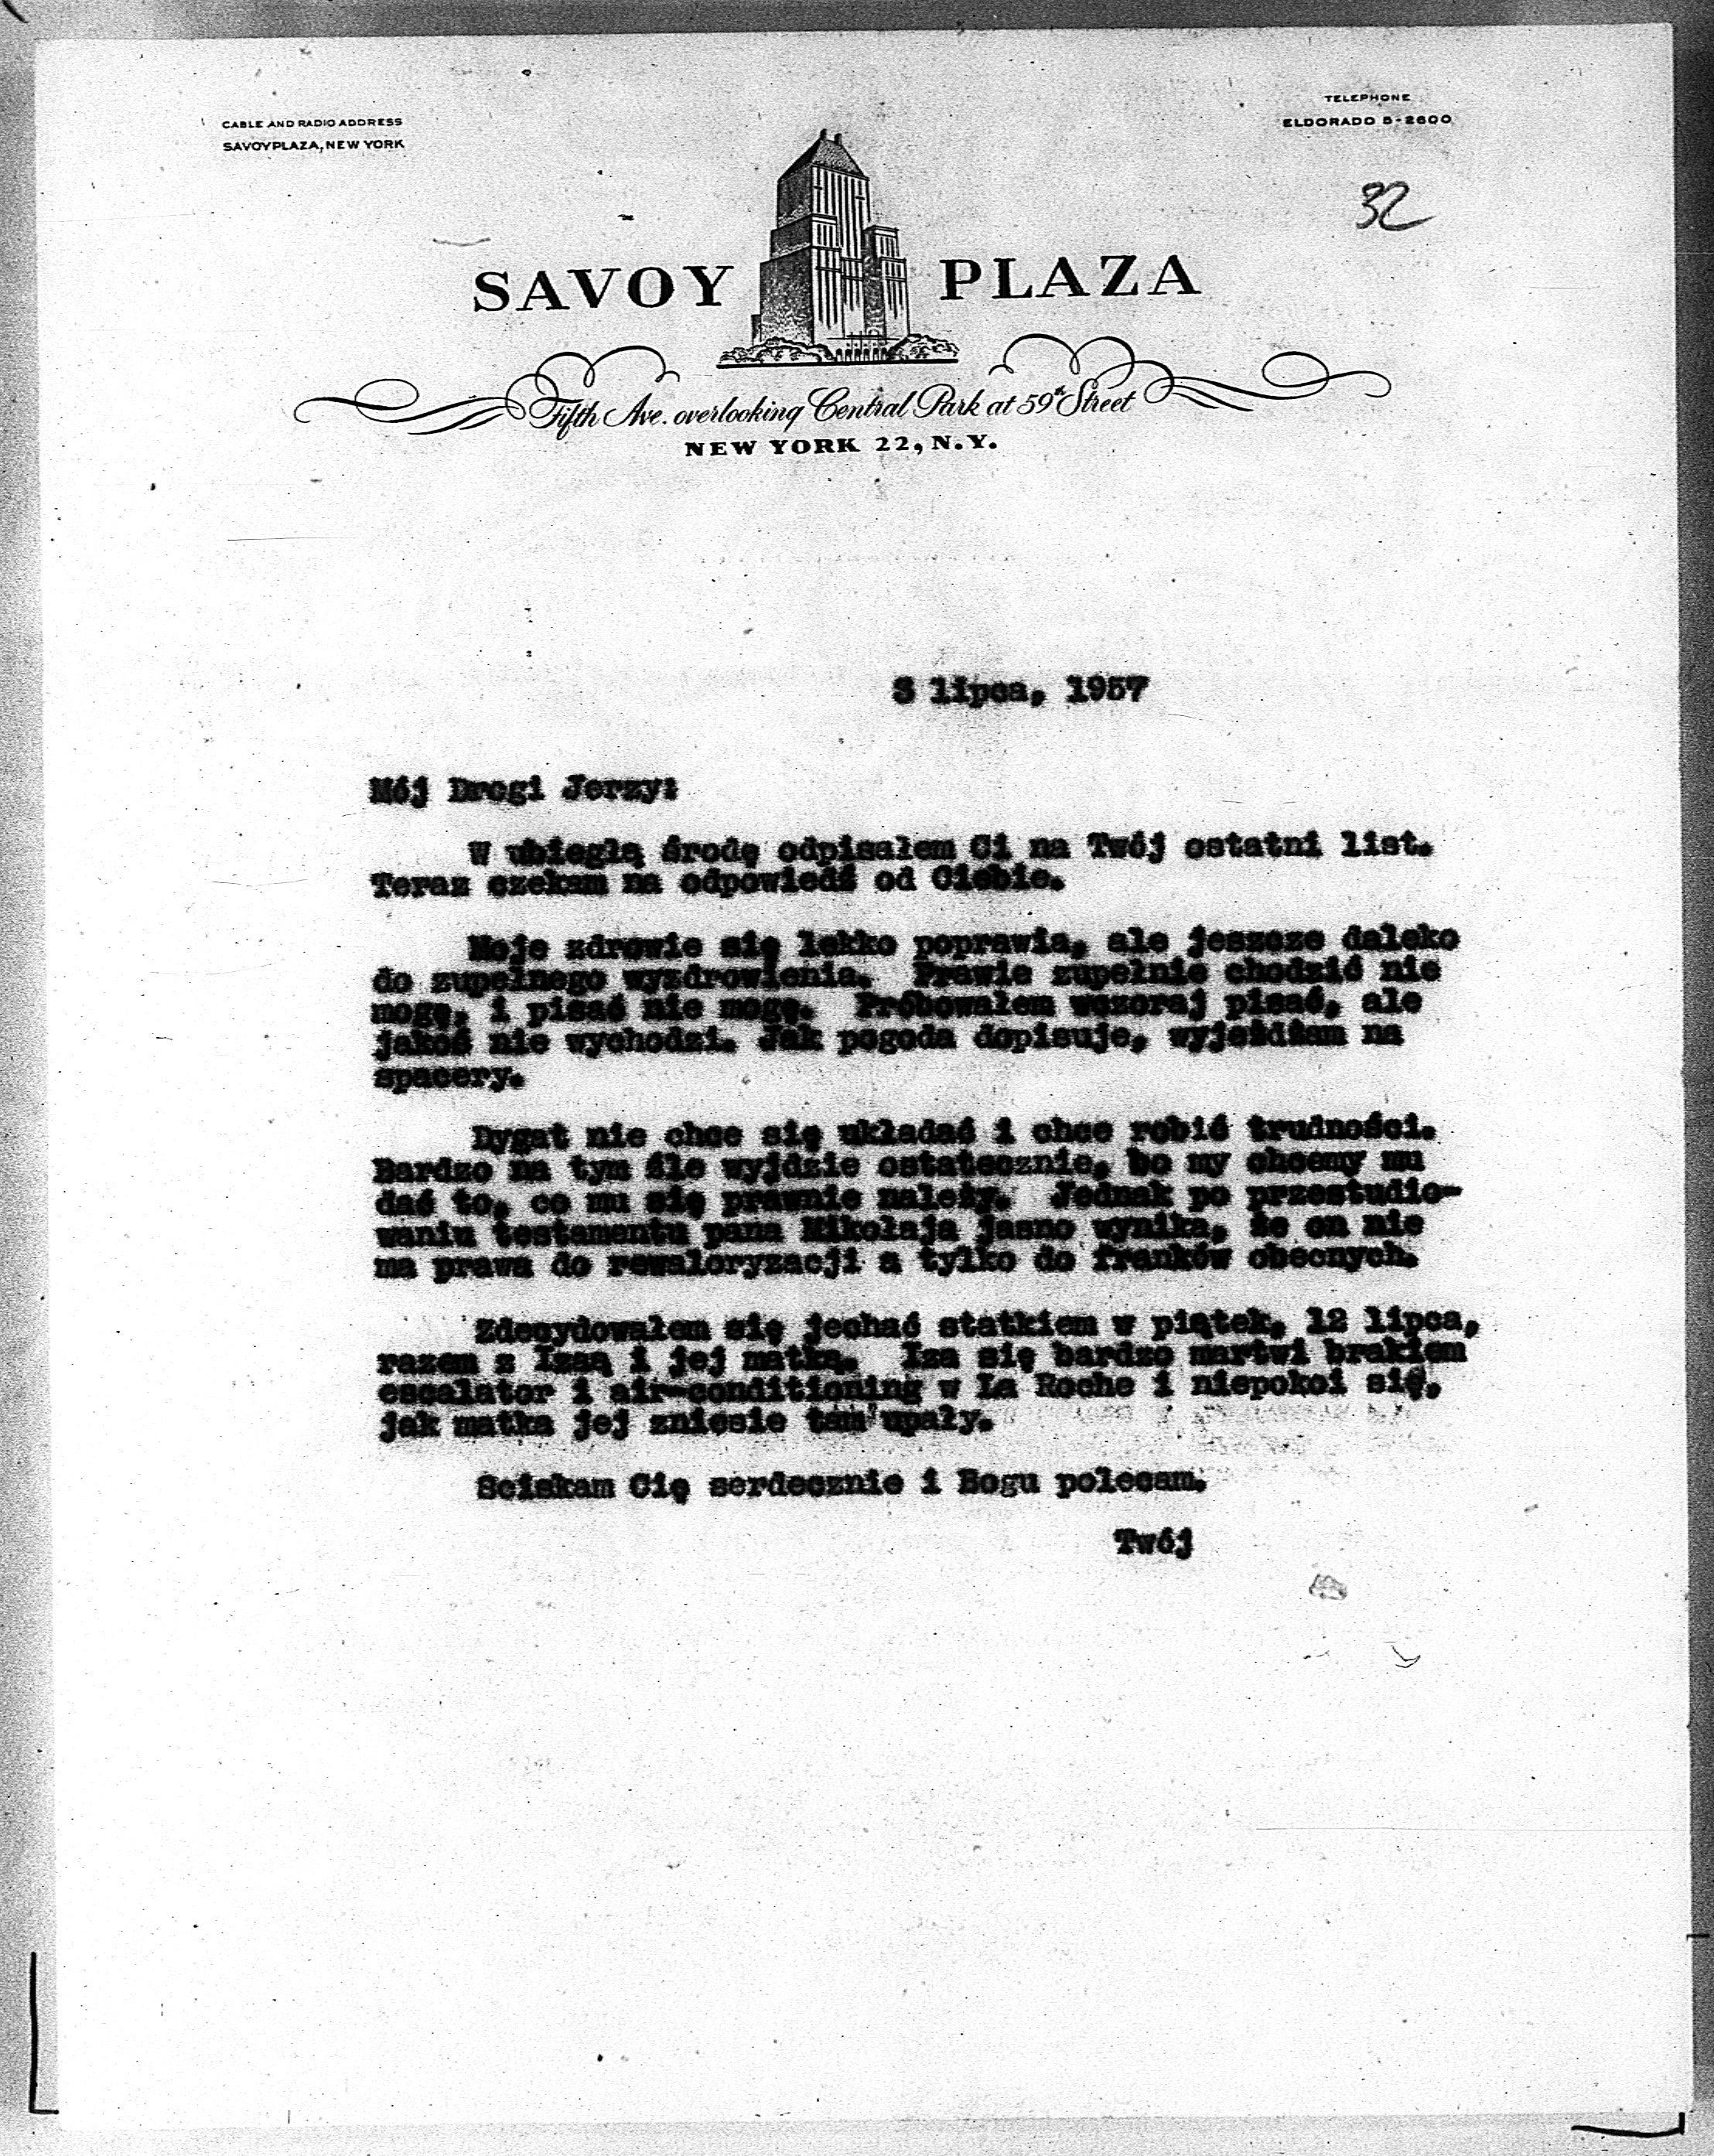 CABLE AND RADIO ADDRESS
SAVOYPLAZA, NEW YORK
TELEPHONE
ELDORADO 5-2600
32
SAVOY PLAZA
Fifth Ave. overlooking Central Park at 59th Street
NEW YORK 22, N.Y.
3 lipca, 1957
Mój Drogi Jerzy:
W ubiegłą środę odpisałem Ci na Twój ostatni list.
Teraz czekam na odpowiedź od Ciebie.
Moje zdrowie się lekko poprawia, ale jeszcze daleko
do zupełnego wyzdrowienia. Prawie zupełnie chodzić nie
mogę, i pisać nie mogę. Próbowałem wczoraj pisać, ale
jakoś nie wychodzi. Jak pogoda dopisuje, wyjeżdżam na
spacery.
Dygat nie chce się układać i chce robić trudności.
Bardzo na tym źle wyjdzie ostatecznie, bo my chcemy mu
dać to, co mu się prawnie należy. Jednak po przestudio-
waniu testamentu pana Mikołaja jasno wynika, że on nie
ma prawa do rewaloryzacji a tylko do franków obecnych.
Zdecydowałem się jechać statkiem w piątek, 12 lipca,
razem z Izą i jej matką. Iza się bardzo martwi brakiem
escalator i air-conditioning w La Roche i niepokoi się,
jak matka jej zniesie tam upały.
Sciskam Cię serdecznie i Bogu polecam.
Twój